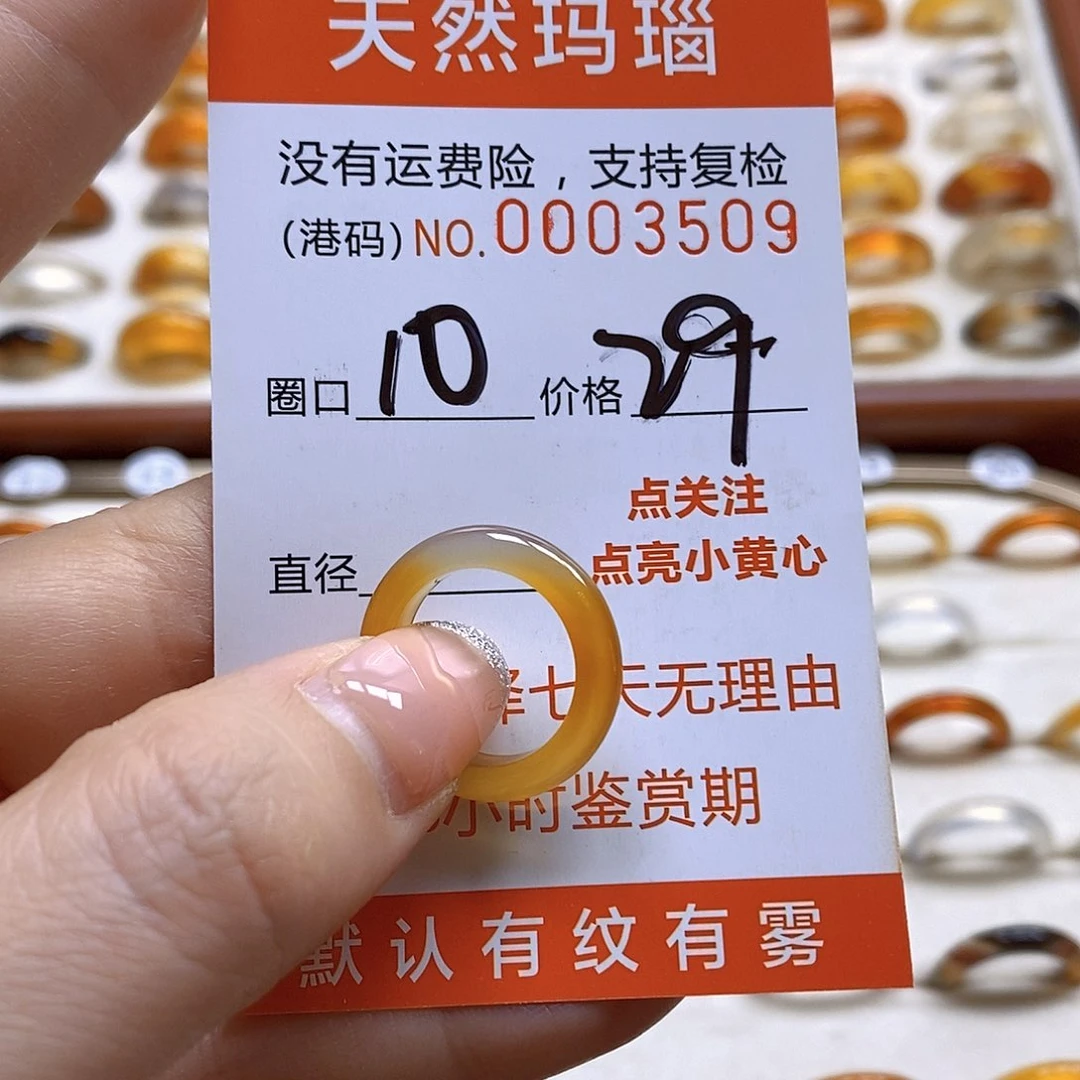 天然玛瑙
没有运费险，支持复检
(港码) NO. 0003509
圈口 10 价格 29
点关注
直径 点亮小黄心
七天无理由
小时鉴赏期
默认有纹有雾